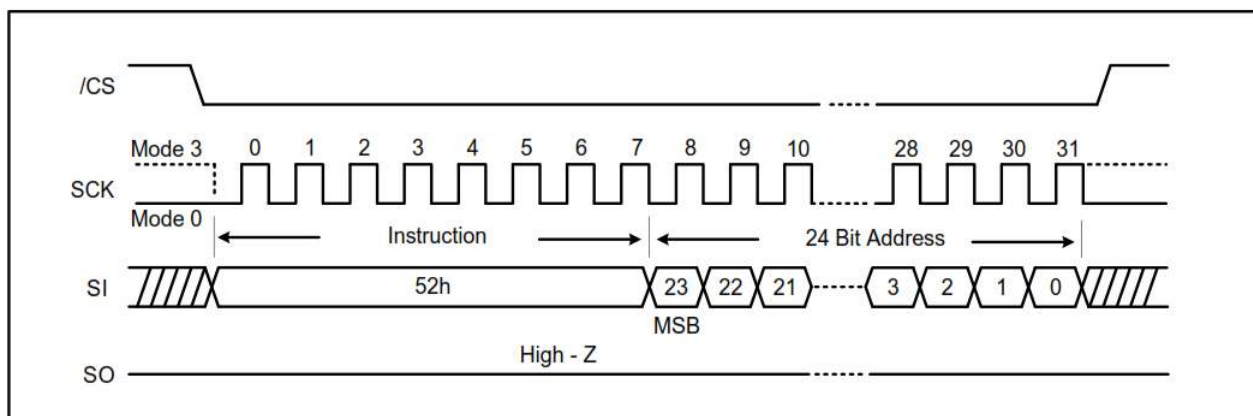 /CS
Mode 3 0 1 2 3 4 5 6 7 8 9 10 28 29 30 31
SCK
Mode 0
Instruction 24 Bit Address
SI 52h 23 22 21 3 2 1 0
MSB
High - Z
SO